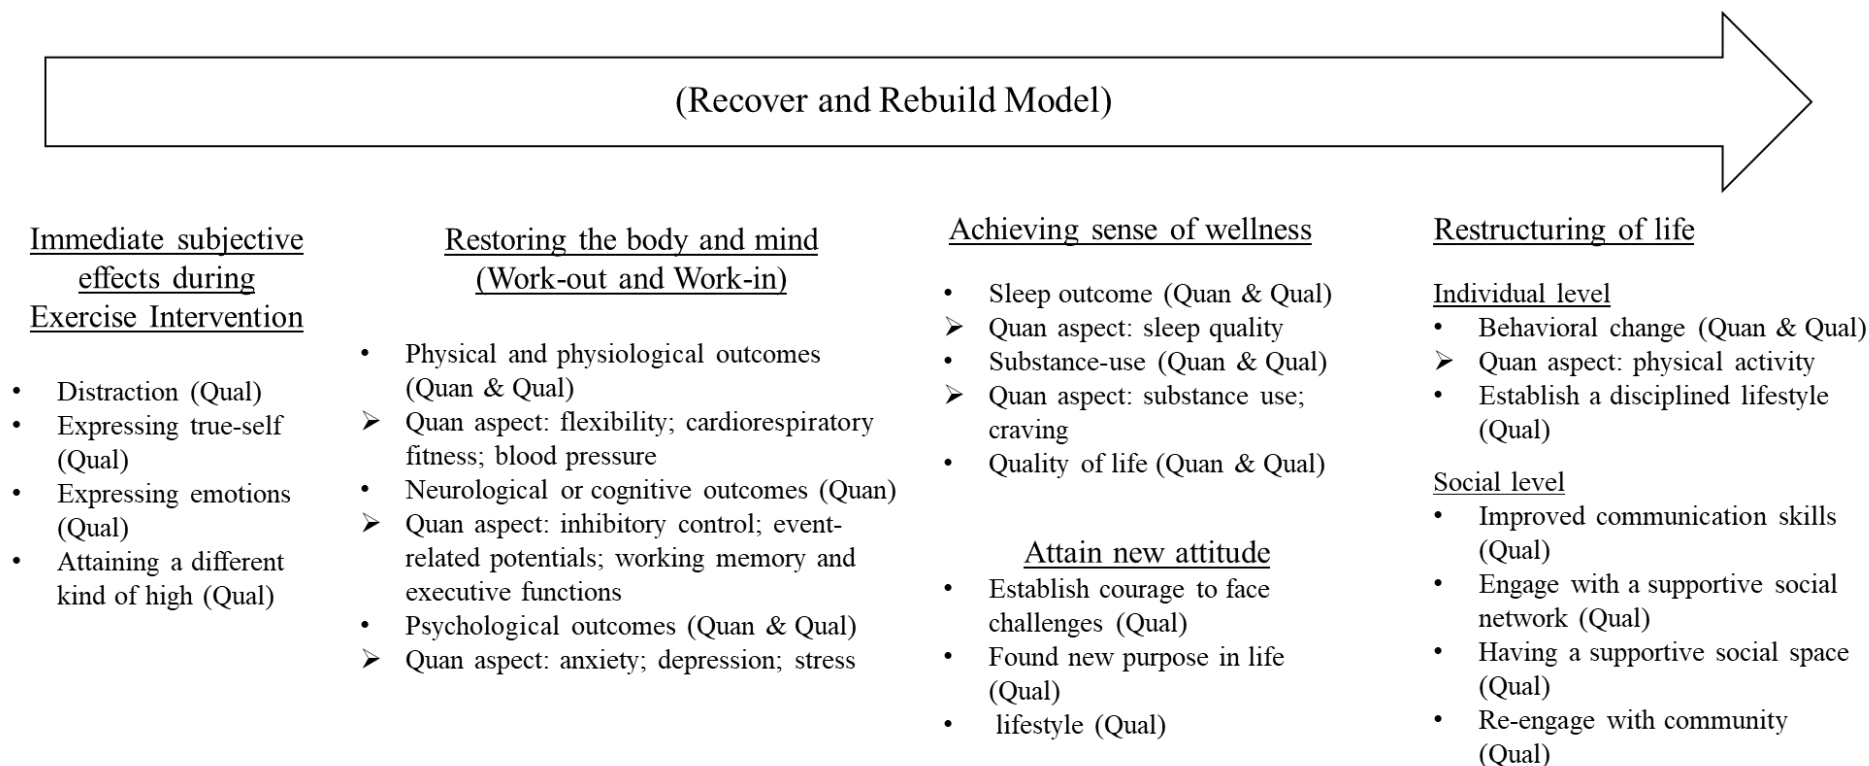 (Recover and Rebuild Model)
Immediate subjective
effects during
Exercise Intervention
• Distraction (Qual)
• Expressing true-self
(Qual)
• Expressing emotions
(Qual)
• Attaining a different
kind of high (Qual)
Restoring the body and mind
(Work-out and Work-in)
• Physical and physiological outcomes
(Quan & Qual)
➢ Quan aspect: flexibility; cardiorespiratory
fitness; blood pressure
• Neurological or cognitive outcomes (Quan)
➢ Quan aspect: inhibitory control; event-
related potentials; working memory and
executive functions
• Psychological outcomes (Quan & Qual)
➢ Quan aspect: anxiety; depression; stress
Achieving sense of wellness
• Sleep outcome (Quan & Qual)
➢ Quan aspect: sleep quality
• Substance-use (Quan & Qual)
➢ Quan aspect: substance use;
craving
• Quality of life (Quan & Qual)
Attain new attitude
• Establish courage to face
challenges (Qual)
• Found new purpose in life
(Qual)
• lifestyle (Qual)
Restructuring of life
Individual level
• Behavioral change (Quan & Qual)
➢ Quan aspect: physical activity
• Establish a disciplined lifestyle
(Qual)
Social level
• Improved communication skills
(Qual)
• Engage with a supportive social
network (Qual)
• Having a supportive social space
(Qual)
• Re-engage with community
(Qual)